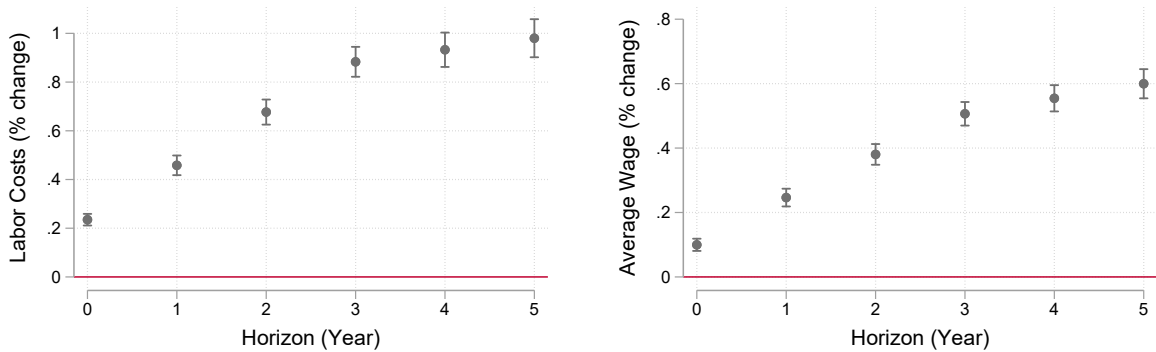 Labor Costs (% change)
1
.8
.6
.4
.2
0
0 1 2 3 4 5
Horizon (Year)
Average Wage (% change)
.8
.6
.4
.2
0
0 1 2 3 4 5
Horizon (Year)